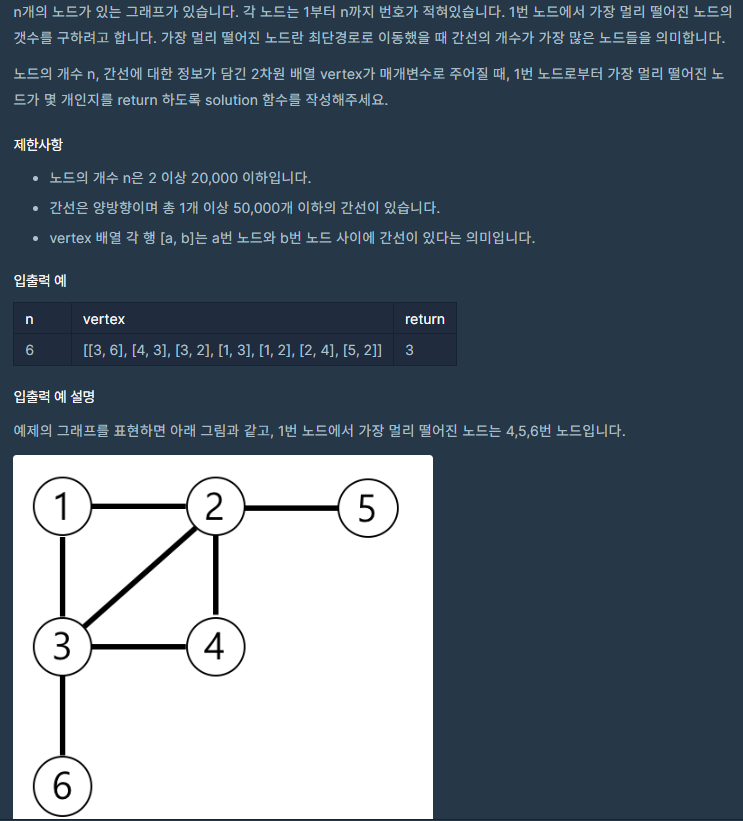 n개의 노드가 있는 그래프가 있습니다. 각 노드는 1부터 n까지 번호가 적혀있습니다. 1번 노드에서 가장 멀리 떨어진 노드의
갯수를 구하려고 합니다. 가장 멀리 떨어진 노드란 최단경로로 이동했을 때 간선의 개수가 가장 많은 노드들을 의미합니다.
노드의 개수 n, 간선에 대한 정보가 담긴 2차원 배열 vertex가 매개변수로 주어질 때, 1번 노드로부터 가장 멀리 떨어진 노
드가 몇 개인지를 return 하도록 solution 함수를 작성해주세요.
제한사항
• 노드의 개수 n은 2 이상 20,000 이하입니다.
• 간선은 양방향이며 총 1개 이상 50,000개 이하의 간선이 있습니다.
• vertex 배열 각 행 [a, b]는 a번 노드와 b번 노드 사이에 간선이 있다는 의미입니다.
입출력 예
n vertex return
6 [[3, 6], [4, 3], [3, 2], [1, 3], [1, 2], [2, 4], [5, 2]] 3
입출력 예 설명
예제의 그래프를 표현하면 아래 그림과 같고, 1번 노드에서 가장 멀리 떨어진 노드는 4,5,6번 노드입니다.
1 2 5
3 4
6